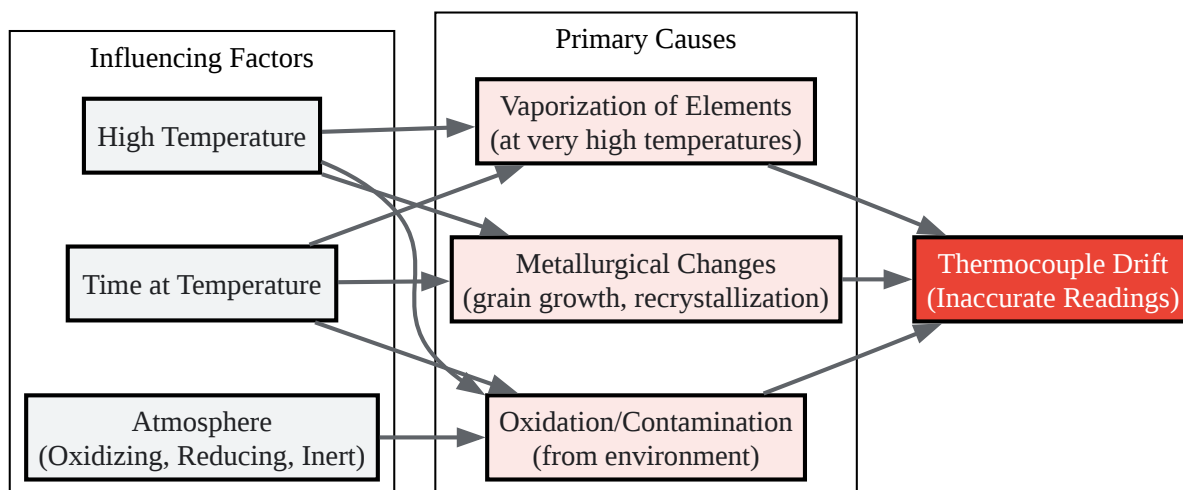 Influencing Factors
High Temperature
Time at Temperature
Atmosphere
(Oxidizing, Reducing, Inert)
Primary Causes
Vaporization of Elements
(at very high temperatures)
Metallurgical Changes
(grain growth, recrystallization)
Oxidation/Contamination
(from environment)
Thermocouple Drift
(Inaccurate Readings)